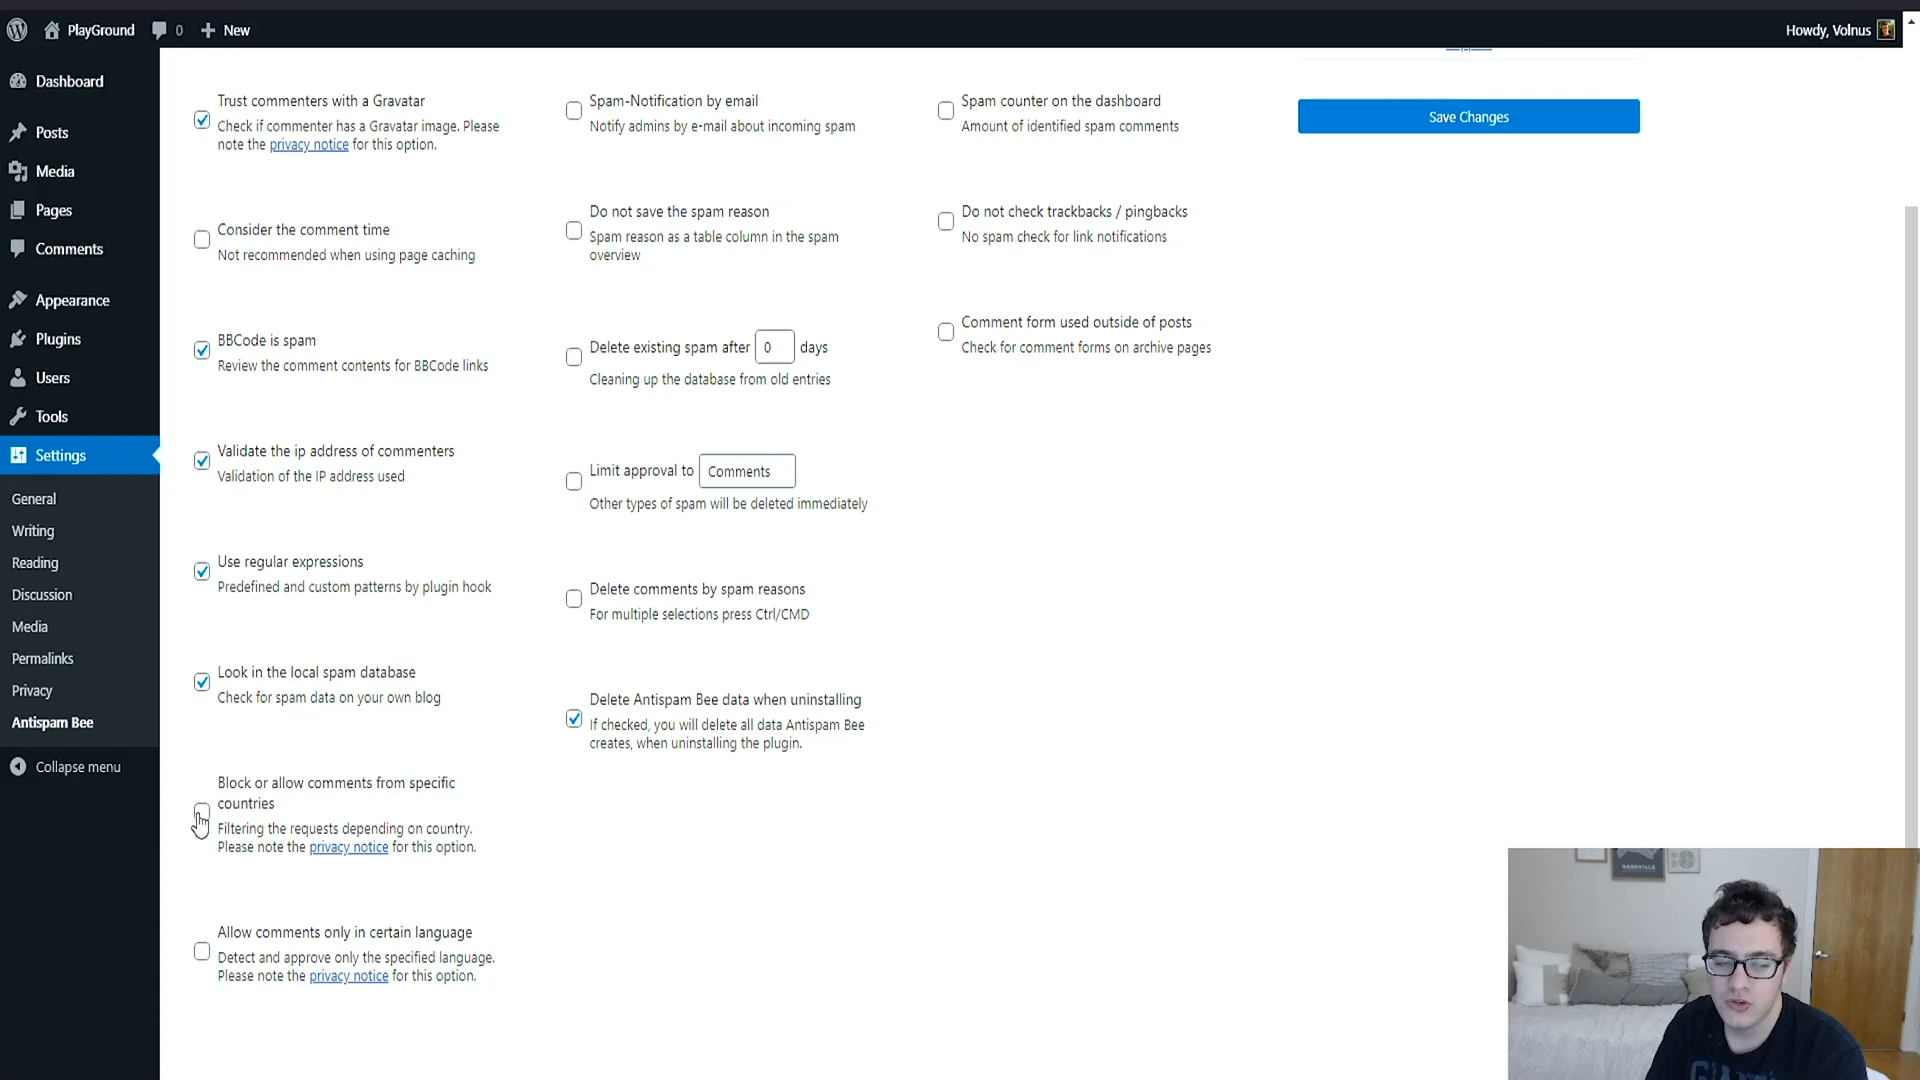 PlayGround
0
New
Howdy, Volnus
Dashboard
Posts
Media
Pages
Comments
Appearance
Plugins
Users
Tools
Settings
General
Writing
Reading
Discussion
Media
Permalinks
Privacy
Antispam Bee
Collapse menu
Trust commenters with a Gravatar
Check if commenter has a Gravatar image. Please
note the privacy notice for this option.
Consider the comment time
Not recommended when using page caching
BBCode is spam
Review the comment contents for BBCode links
Validate the ip address of commenters
Validation of the IP address used
Use regular expressions
Predefined and custom patterns by plugin hook
Look in the local spam database
Check for spam data on your own blog
Block or allow comments from specific
countries
Filtering the requests depending on country.
Please note the privacy notice for this option.
Allow comments only in certain language
Detect and approve only the specified language.
Please note the privacy notice for this option.
Spam-Notification by email
Notify admins by e-mail about incoming spam
Do not save the spam reason
Spam reason as a table column in the spam
overview
Delete existing spam after 0 days
Cleaning up the database from old entries
Limit approval to Comments
Other types of spam will be deleted immediately
Delete comments by spam reasons
For multiple selections press Ctrl/CMD
Delete Antispam Bee data when uninstalling
If checked, you will delete all data Antispam Bee
creates, when uninstalling the plugin.
Spam counter on the dashboard
Amount of identified spam comments
Do not check trackbacks / pingbacks
No spam check for link notifications
Comment form used outside of posts
Check for comment forms on archive pages
Save Changes
NASHVILLE